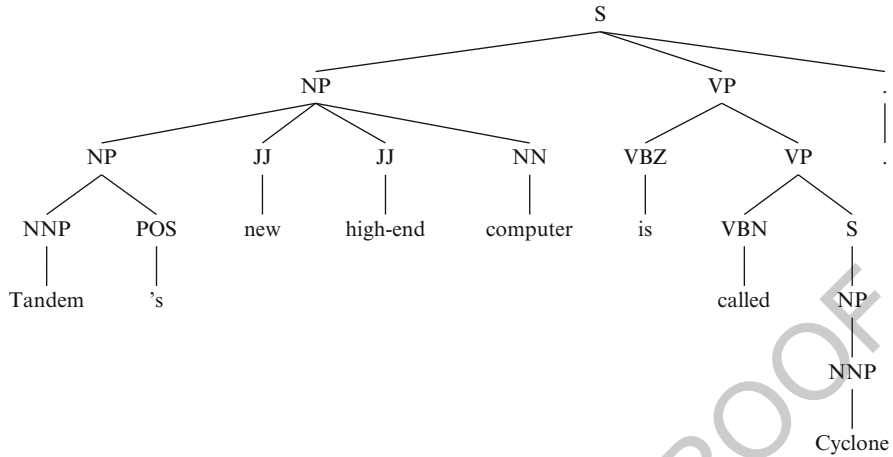 S
NP VP .
NP JJ JJ NN VBZ VP .
NNP POS new high-end computer is VBN S
Tandem 's called NP
NNP
Cyclone
PROOF